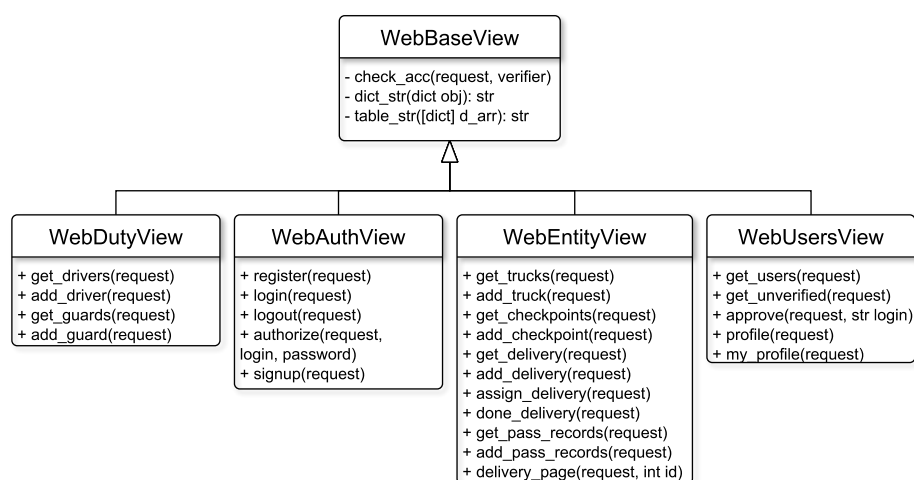 WebBaseView
- check_acc(request, verifier)
- dict_str(dict obj): str
- table_str([dict] d_arr): str
WebDutyView
+ get_drivers(request)
+ add_driver(request)
+ get_guards(request)
+ add_guard(request)
WebAuthView
+ register(request)
+ login(request)
+ logout(request)
+ authorize(request,
login, password)
+ signup(request)
WebEntityView
+ get_trucks(request)
+ add_truck(request)
+ get_checkpoints(request)
+ add_checkpoint(request)
+ get_delivery(request)
+ add_delivery(request)
+ assign_delivery(request)
+ done_delivery(request)
+ get_pass_records(request)
+ add_pass_records(request)
+ delivery_page(request, int id)
WebUsersView
+ get_users(request)
+ get_unverified(request)
+ approve(request, str login)
+ profile(request)
+ my_profile(request)